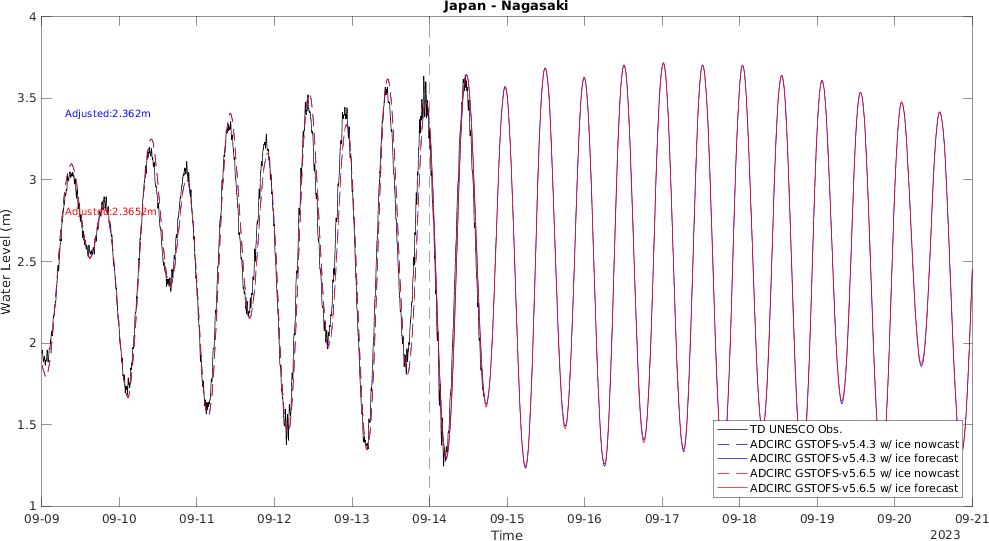 Japan - Nagasaki
Water Level (m)
4
3.5
3
2.5
2
1.5
1
Adjusted:2.362m
Adjusted:2.3652m
TD UNESCO Obs.
ADCIRC GSTOFS-v5.4.3 w/ ice nowcast
ADCIRC GSTOFS-v5.4.3 w/ ice forecast
ADCIRC GSTOFS-v5.6.5 w/ ice nowcast
ADCIRC GSTOFS-v5.6.5 w/ ice forecast
09-09 09-10 09-11 09-12 09-13 09-14 09-15 09-16 09-17 09-18 09-19 09-20 09-21
Time
2023